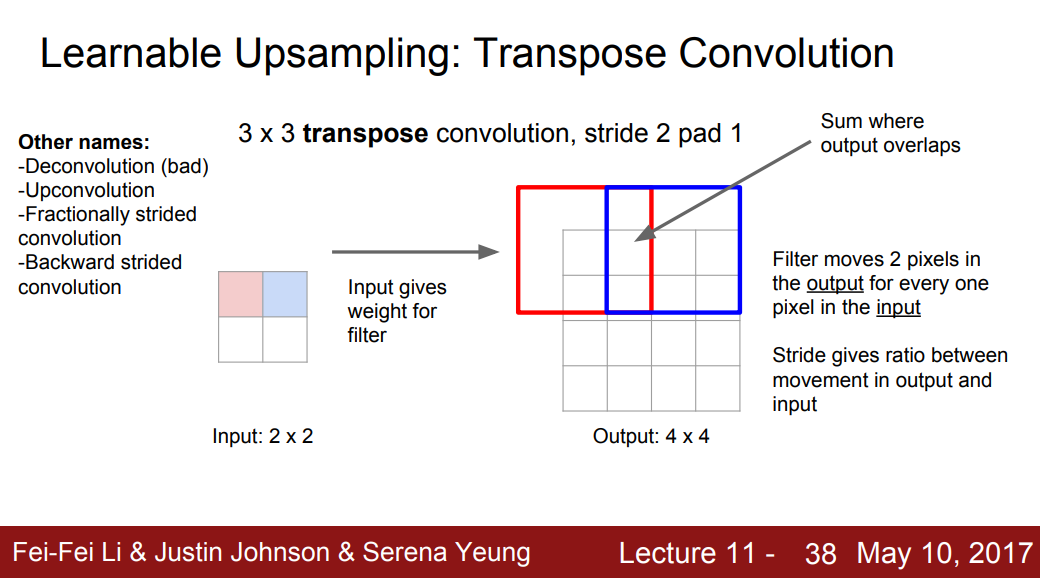 Learnable Upsampling: Transpose Convolution
Other names:
-Deconvolution (bad)
-Upconvolution
-Fractionally strided
convolution
-Backward strided
convolution
3 x 3 transpose convolution, stride 2 pad 1
Sum where
output overlaps
Input gives
weight for
filter
Filter moves 2 pixels in
the output for every one
pixel in the input
Stride gives ratio between
movement in output and
input
Input: 2 x 2
Output: 4 x 4
Fei-Fei Li & Justin Johnson & Serena Yeung
Lecture 11 - 38 May 10, 2017